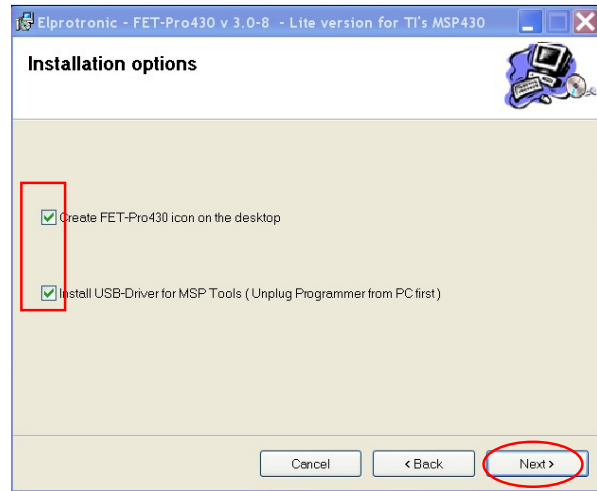 Elprotronic - FET-Pro430 v 3.0-8 - Lite version for TI's MSP430
Installation options
Create FET-Pro430 icon on the desktop
Install USB-Driver for MSP Tools ( Unplug Programmer from PC first )
Cancel
< Back
Next >